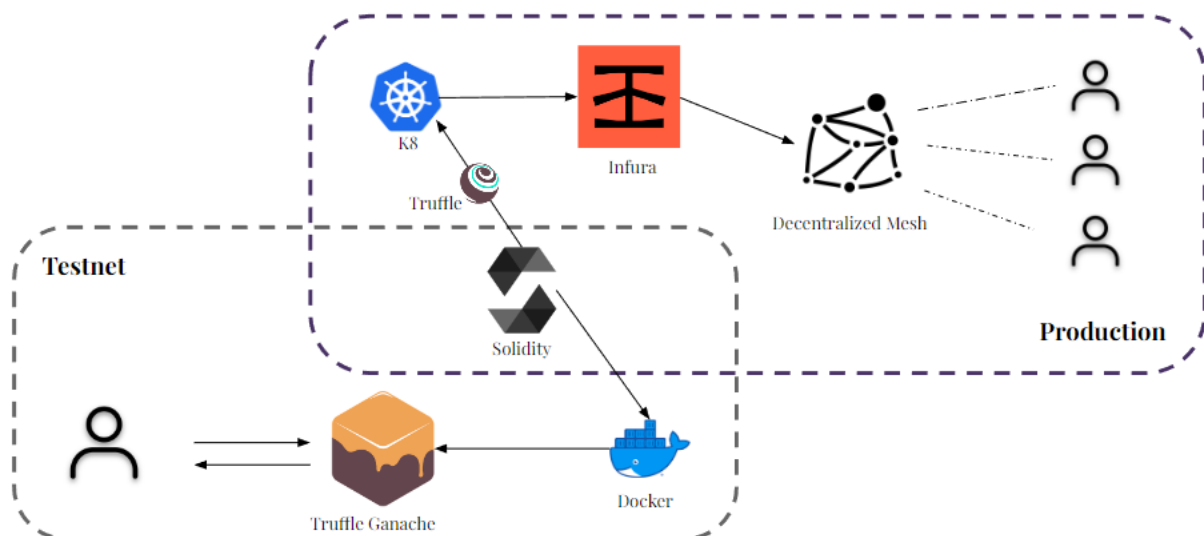 K8
Infura
Truffle
Decentralized Mesh
Testnet
Solidity
Production
Docker
Truffle Ganache